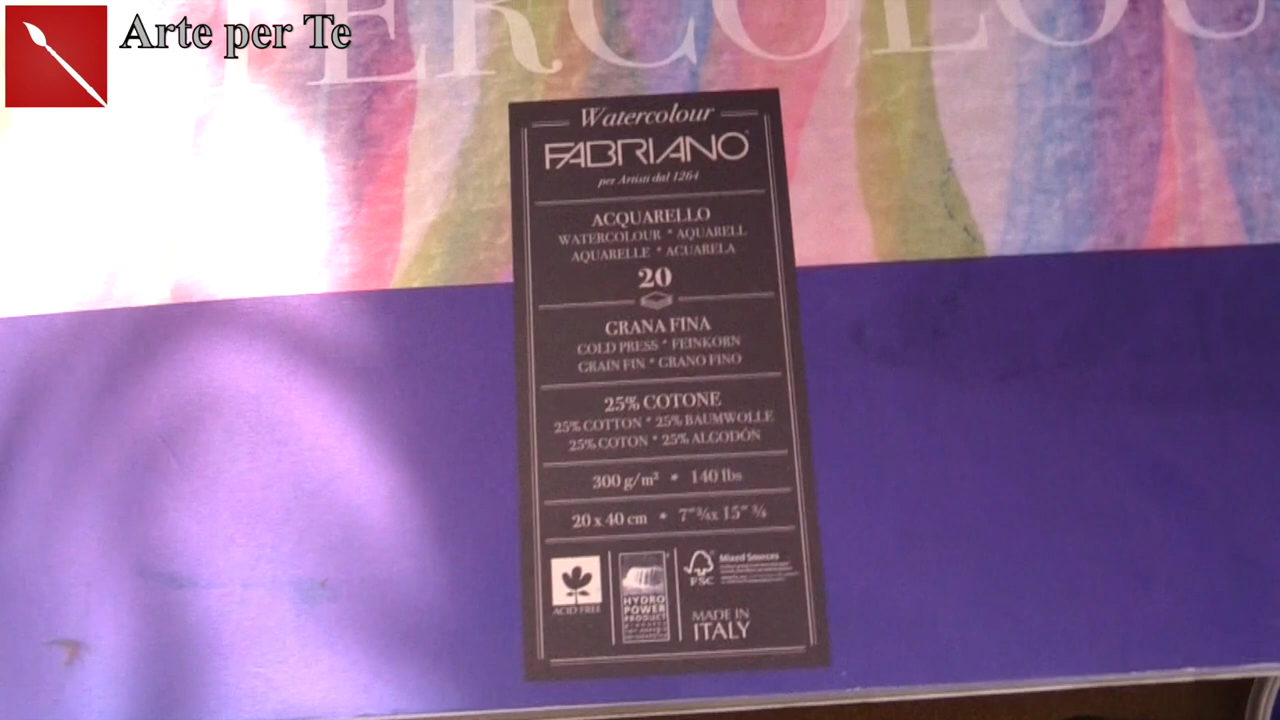 Arte per Te
ERCOLOU
Watercolour
FABRIANO
per Artisti dal 1264
ACQUARELLO
WATERCOLOUR * AQUARELL
AQUARELLE * ACUARELA
20
GRANA FINA
COLD PRESS * FEINKORN
GRAIN FIN * GRANO FINO
25% COTONE
25% COTTON * 25% BAUMWOLLE
25% COTON * 25% ALGODÓN
300 g/m² * 140 lbs
20 x 40 cm * 7"¾x 15" ¾
ACID FREE
HYDRO
POWER
PRODUCT
FSC
Mixed Sources
MADE IN
ITALY